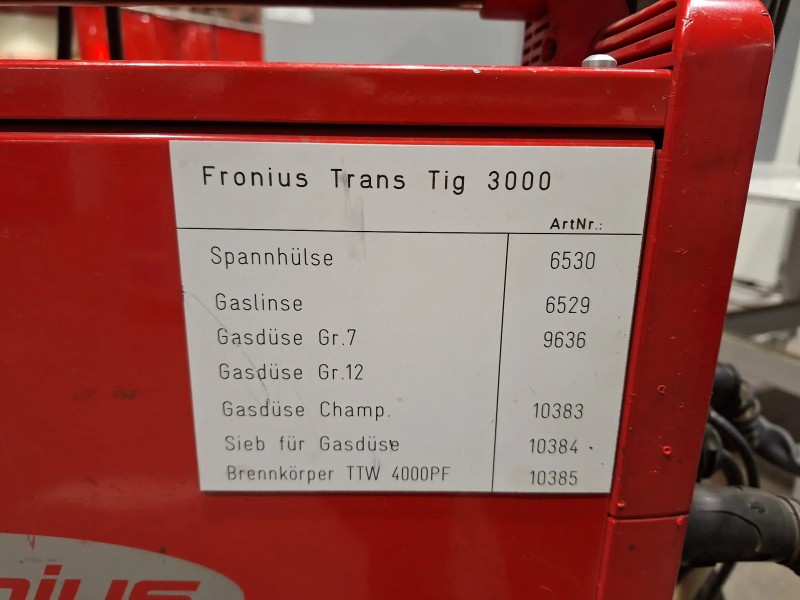 Fronius Trans Tig 3000
ArtNr.:
Spannhülse 6530
Gaslinse 6529
Gasdüse Gr.7 9636
Gasdüse Gr.12
Gasdüse Champ. 10383
Sieb für Gasdüse 10384
Brennkörper TTW 4000PF 10385